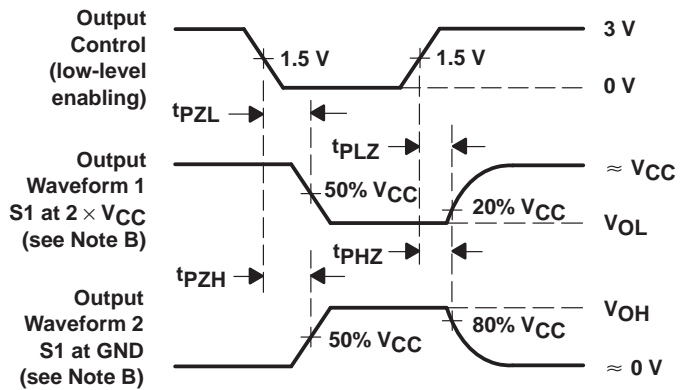 Output
Control
(low-level
enabling)
1.5 V
1.5 V
3 V
0 V
tPZL
tPLZ
Output
Waveform 1
S1 at 2 × VCC
(see Note B)
50% VCC
20% VCC
≈ VCC
VOL
tPZH
tPHZ
Output
Waveform 2
S1 at GND
(see Note B)
50% VCC
80% VCC
VOH
≈ 0 V